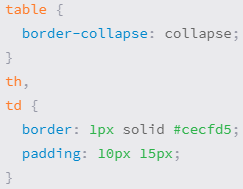 table {
  border-collapse: collapse;
}
th,
td {
  border: 1px solid #cecfd5;
  padding: 10px 15px;
}